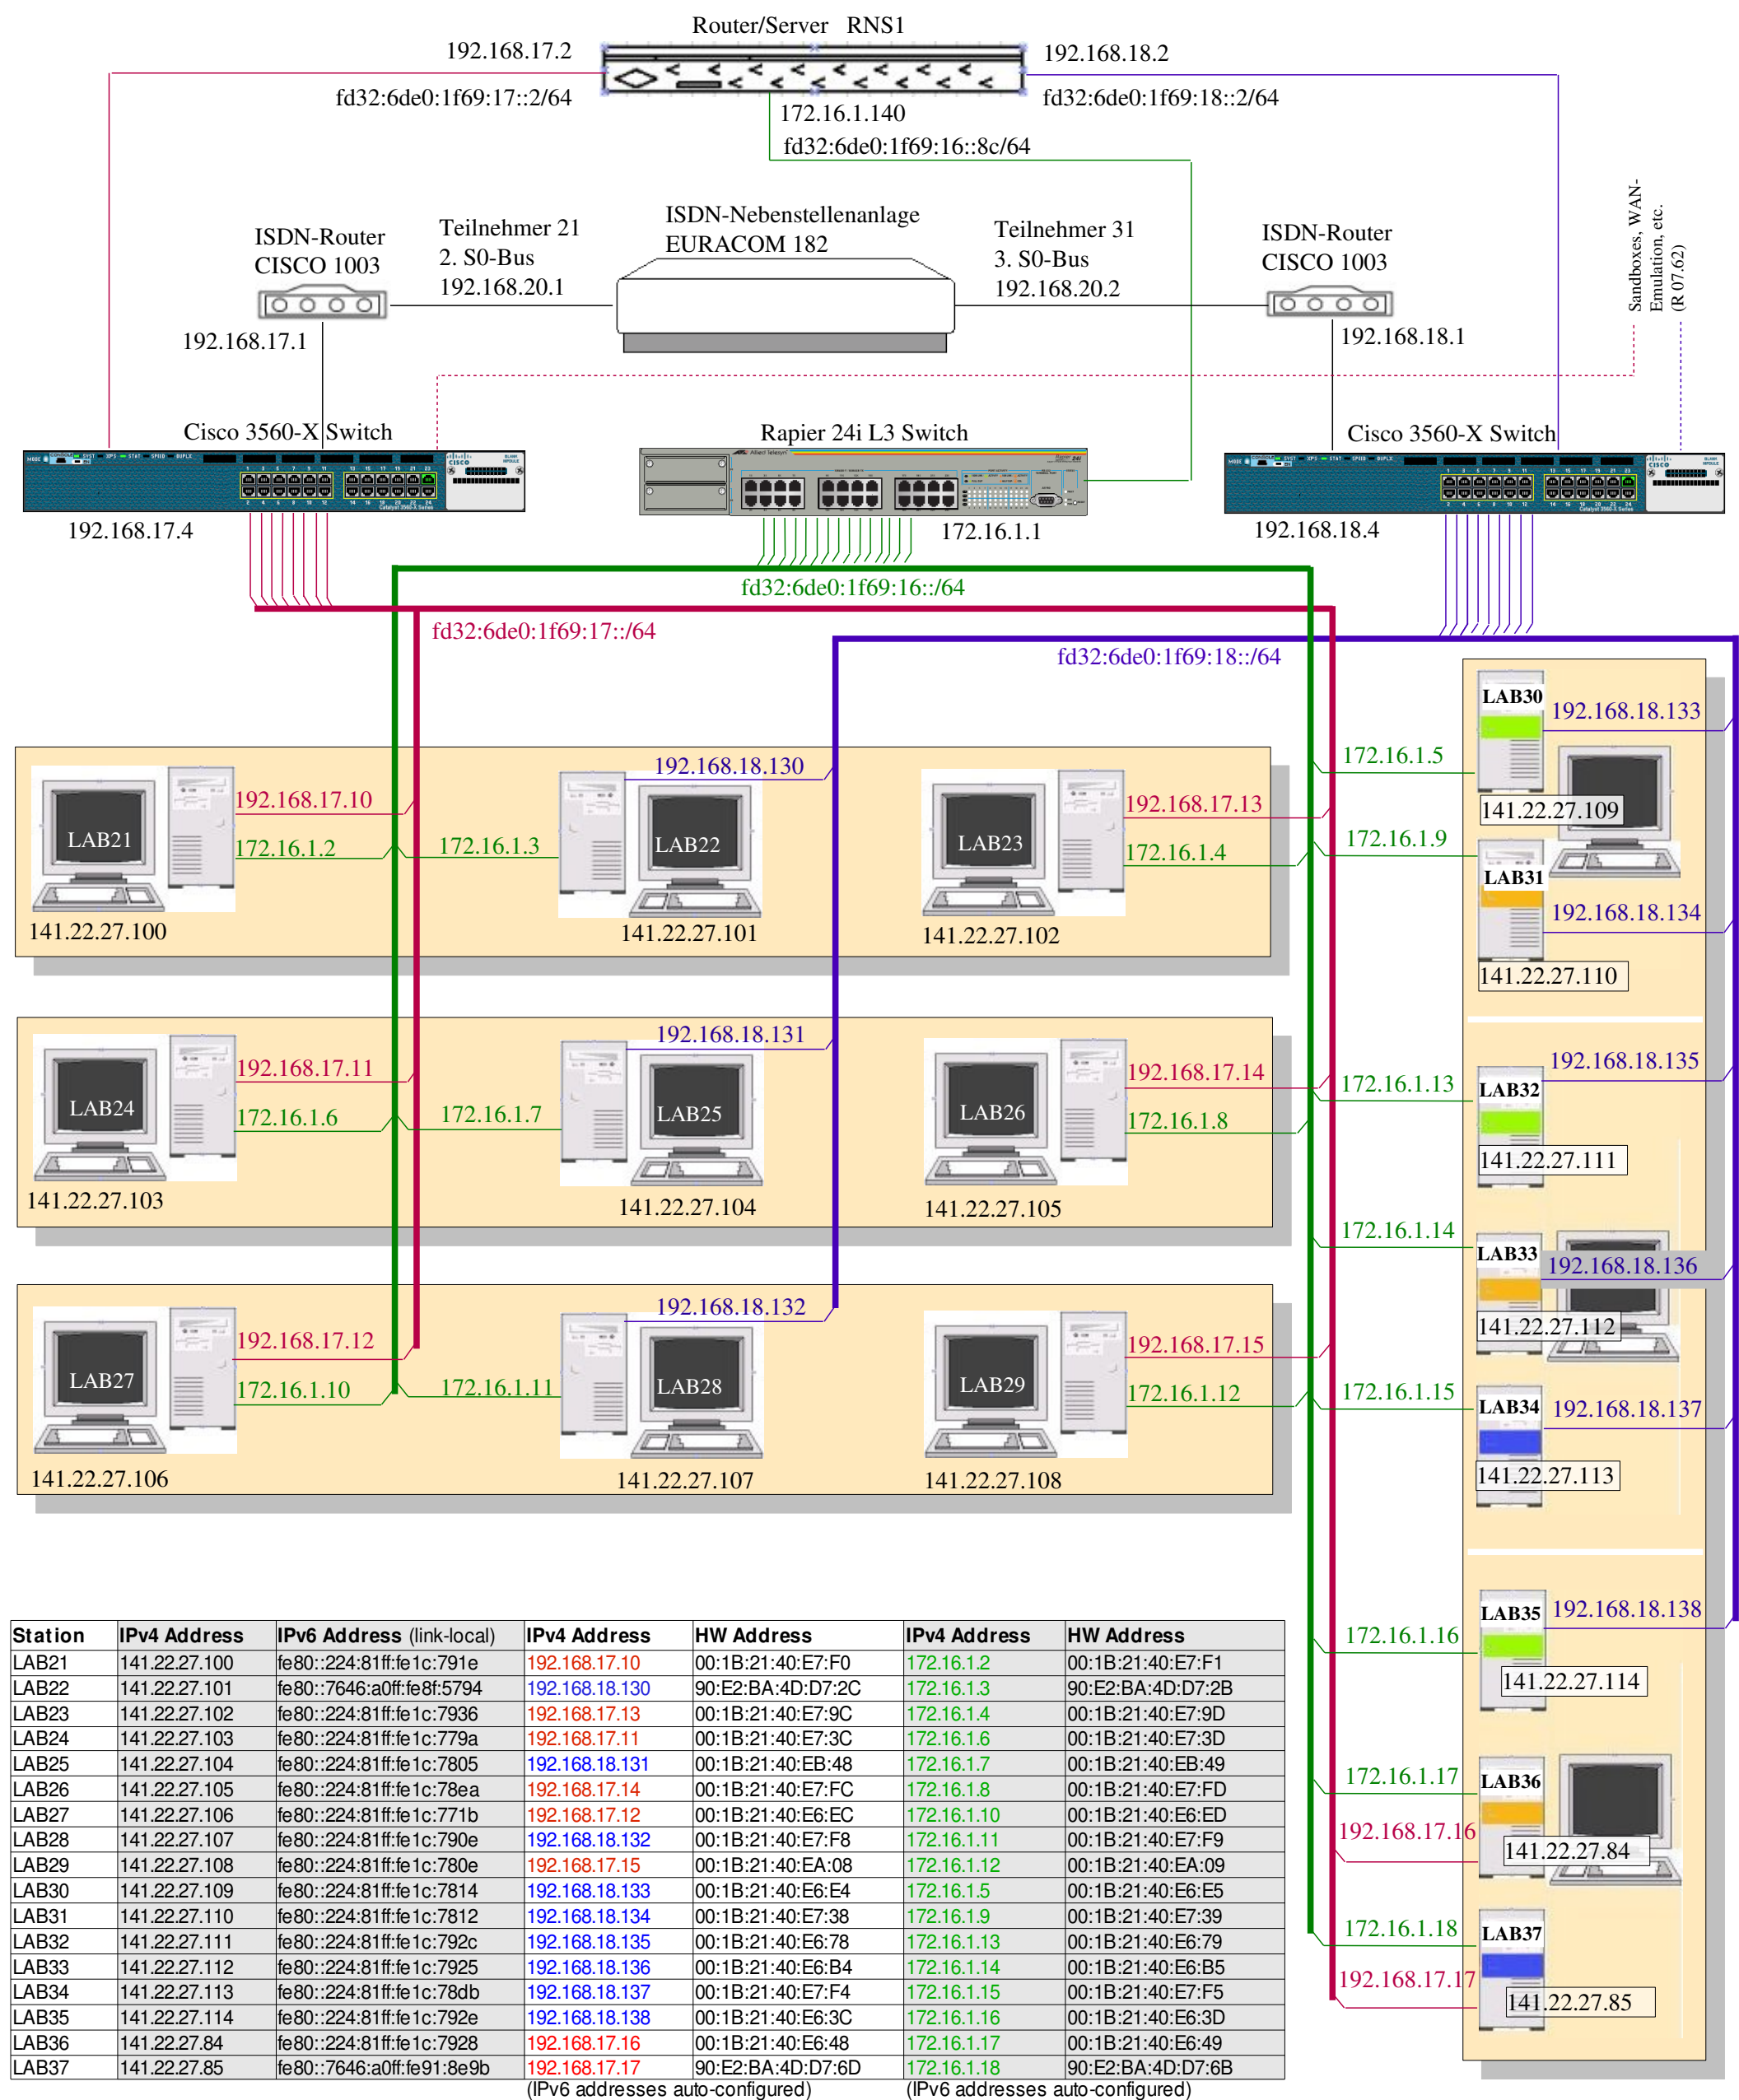 Router/Server RNS1
192.168.17.2
192.168.18.2
fd32:6de0:1f69:17::2/64
fd32:6de0:1f69:18::2/64
172.16.1.140
fd32:6de0:1f69:16::8c/64
ISDN-Router
CISCO 1003
Teilnehmer 21
2. S0-Bus
192.168.20.1
ISDN-Nebenstellenanlage
EURACOM 182
Teilnehmer 31
3. S0-Bus
192.168.20.2
ISDN-Router
CISCO 1003
Sandboxes, WAN-
Emulation, etc.
(R 07.62)
192.168.17.1
192.168.18.1
Cisco 3560-X Switch
Rapier 24i L3 Switch
Cisco 3560-X Switch
192.168.17.4
172.16.1.1
192.168.18.4
fd32:6de0:1f69:16::/64
fd32:6de0:1f69:17::/64
fd32:6de0:1f69:18::/64
LAB21
192.168.17.10
172.16.1.2
141.22.27.100
LAB22
192.168.18.130
172.16.1.3
141.22.27.101
LAB23
192.168.17.13
172.16.1.4
141.22.27.102
LAB24
192.168.17.11
172.16.1.6
141.22.27.103
LAB25
192.168.18.131
172.16.1.7
141.22.27.104
LAB26
192.168.17.14
172.16.1.8
141.22.27.105
LAB27
192.168.17.12
172.16.1.10
141.22.27.106
LAB28
192.168.18.132
172.16.1.11
141.22.27.107
LAB29
192.168.17.15
172.16.1.12
141.22.27.108
LAB30
192.168.18.133
172.16.1.5
141.22.27.109
LAB31
172.16.1.9
192.168.18.134
141.22.27.110
LAB32
192.168.18.135
172.16.1.13
141.22.27.111
LAB33
172.16.1.14
192.168.18.136
141.22.27.112
LAB34
172.16.1.15
192.168.18.137
141.22.27.113
LAB35
192.168.18.138
172.16.1.16
141.22.27.114
LAB36
172.16.1.17
192.168.17.16
141.22.27.84
LAB37
172.16.1.18
192.168.17.17
141.22.27.85
Station IPv4 Address IPv6 Address (link-local) IPv4 Address HW Address IPv4 Address HW Address
LAB21 141.22.27.100 fe80::224:81ff:fe1c:791e 192.168.17.10 00:1B:21:40:E7:F0 172.16.1.2 00:1B:21:40:E7:F1
LAB22 141.22.27.101 fe80::7646:a0ff:fe8f:5794 192.168.18.130 90:E2:BA:4D:D7:2C 172.16.1.3 90:E2:BA:4D:D7:2B
LAB23 141.22.27.102 fe80::224:81ff:fe1c:7936 192.168.17.13 00:1B:21:40:E7:9C 172.16.1.4 00:1B:21:40:E7:9D
LAB24 141.22.27.103 fe80::224:81ff:fe1c:779a 192.168.17.11 00:1B:21:40:E7:3C 172.16.1.6 00:1B:21:40:E7:3D
LAB25 141.22.27.104 fe80::224:81ff:fe1c:7805 192.168.18.131 00:1B:21:40:EB:48 172.16.1.7 00:1B:21:40:EB:49
LAB26 141.22.27.105 fe80::224:81ff:fe1c:78ea 192.168.17.14 00:1B:21:40:E7:FC 172.16.1.8 00:1B:21:40:E7:FD
LAB27 141.22.27.106 fe80::224:81ff:fe1c:771b 192.168.17.12 00:1B:21:40:E6:EC 172.16.1.10 00:1B:21:40:E6:ED
LAB28 141.22.27.107 fe80::224:81ff:fe1c:790e 192.168.18.132 00:1B:21:40:E7:F8 172.16.1.11 00:1B:21:40:E7:F9
LAB29 141.22.27.108 fe80::224:81ff:fe1c:780e 192.168.17.15 00:1B:21:40:EA:08 172.16.1.12 00:1B:21:40:EA:09
LAB30 141.22.27.109 fe80::224:81ff:fe1c:7814 192.168.18.133 00:1B:21:40:E6:E4 172.16.1.5 00:1B:21:40:E6:E5
LAB31 141.22.27.110 fe80::224:81ff:fe1c:7812 192.168.18.134 00:1B:21:40:E7:38 172.16.1.9 00:1B:21:40:E7:39
LAB32 141.22.27.111 fe80::224:81ff:fe1c:792c 192.168.18.135 00:1B:21:40:E6:78 172.16.1.13 00:1B:21:40:E6:79
LAB33 141.22.27.112 fe80::224:81ff:fe1c:7925 192.168.18.136 00:1B:21:40:E6:B4 172.16.1.14 00:1B:21:40:E6:B5
LAB34 141.22.27.113 fe80::224:81ff:fe1c:78db 192.168.18.137 00:1B:21:40:E7:F4 172.16.1.15 00:1B:21:40:E7:F5
LAB35 141.22.27.114 fe80::224:81ff:fe1c:792e 192.168.18.138 00:1B:21:40:E6:3C 172.16.1.16 00:1B:21:40:E6:3D
LAB36 141.22.27.84 fe80::224:81ff:fe1c:7928 192.168.17.16 00:1B:21:40:E6:48 172.16.1.17 00:1B:21:40:E6:49
LAB37 141.22.27.85 fe80::7646:a0ff:fe91:8e9b 192.168.17.17 90:E2:BA:4D:D7:6D 172.16.1.18 90:E2:BA:4D:D7:6B
(IPv6 addresses auto-configured) (IPv6 addresses auto-configured)